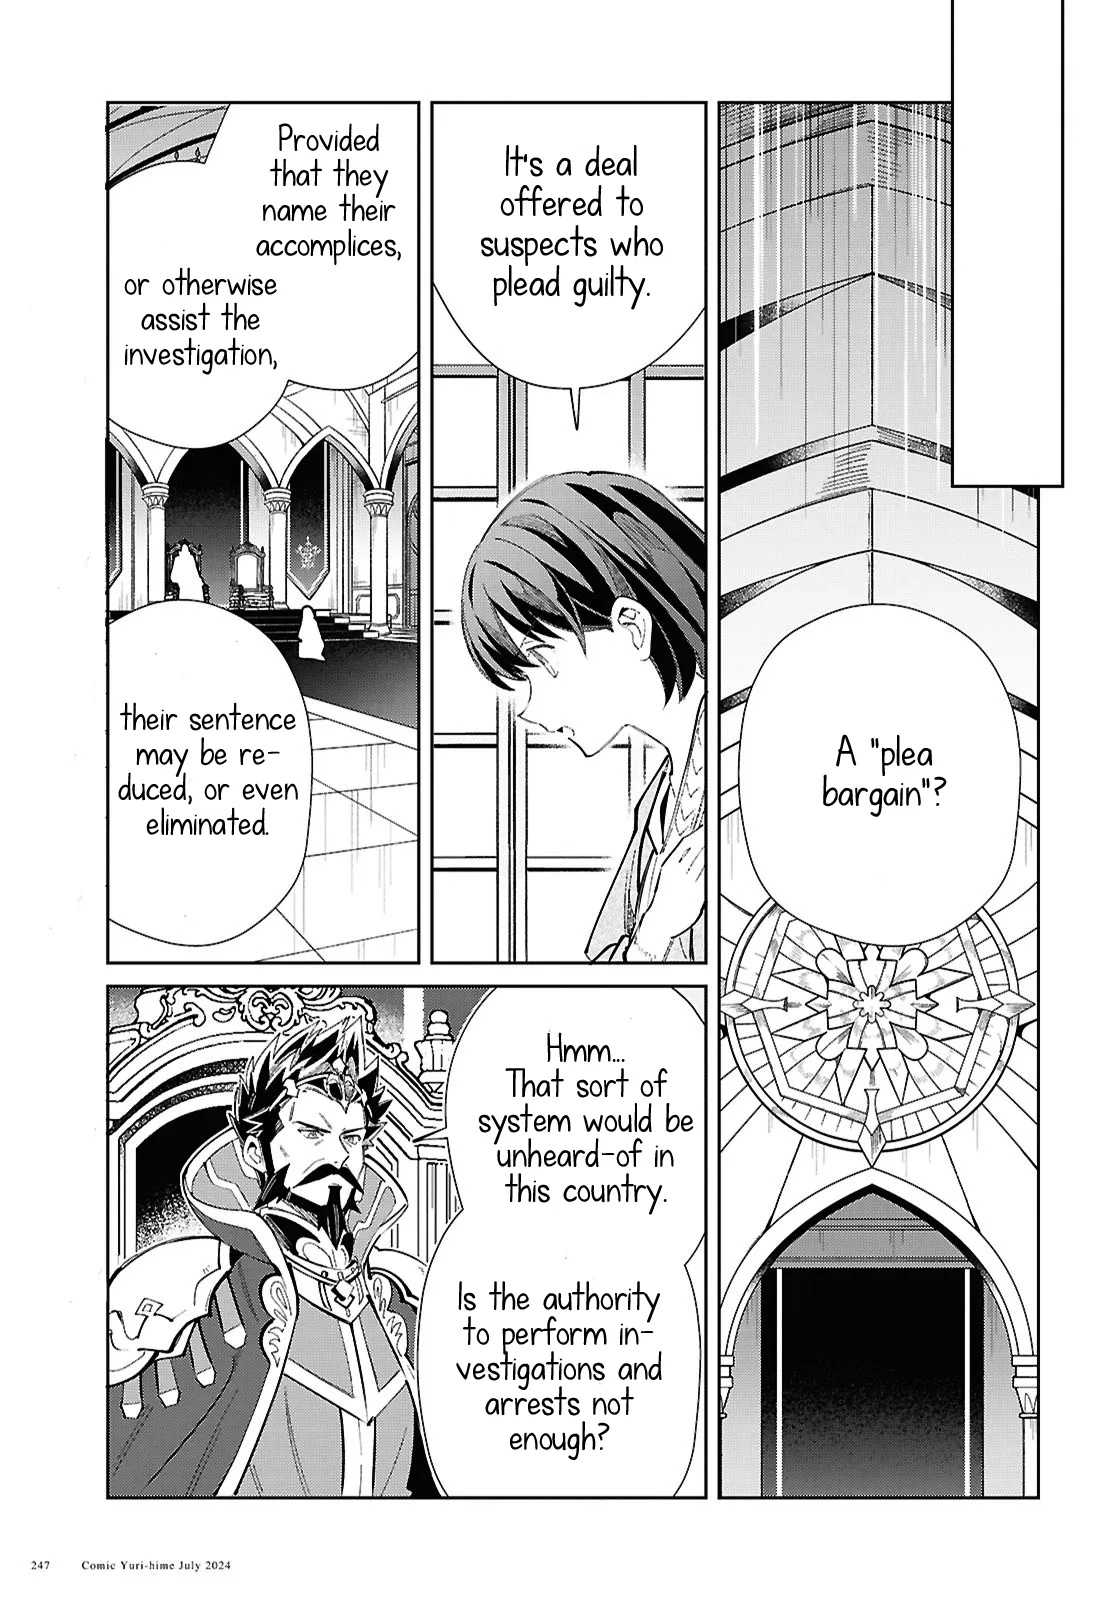 A "plea
bargain"?
It's a deal
offered to
suspects who
plead guilty.
Provided
that they
name their
accomplices,
or otherwise
assist the
investigation,
their sentence
may be re-
duced, or even
eliminated.
Hmm...
That sort of
system would be
unheard-of in
this country.
Is the authority
to perform in-
vestigations and
arrests not
enough?
247 Comic Yuri-hime July 2024